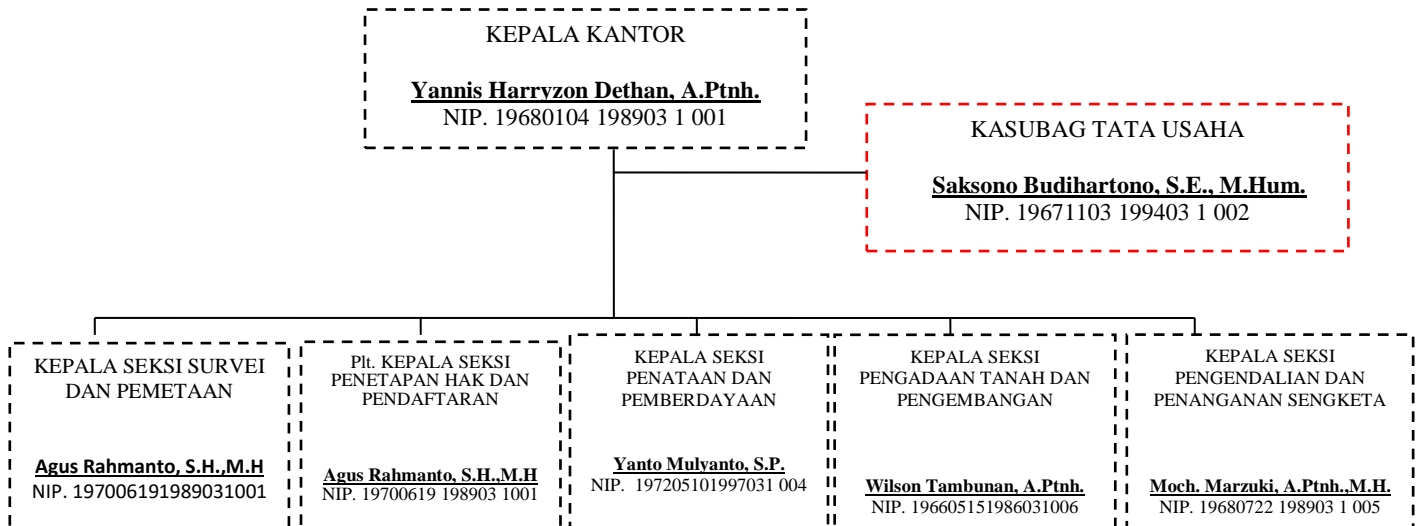 KEPALA KANTOR
Yannis Harryzon Dethan, A.Ptnh.
NIP. 19680104 198903 1 001
KASUBAG TATA USAHA
Saksono Budihartono, S.E., M.Hum.
NIP. 19671103 199403 1 002
KEPALA SEKSI SURVEI
DAN PEMETAAN
Agus Rahmanto, S.H.,M.H
NIP. 197006191989031001
Plt. KEPALA SEKSI
PENETAPAN HAK DAN
PENDAFTARAN
Agus Rahmanto, S.H.,M.H
NIP. 19700619 198903 1001
KEPALA SEKSI
PENATAAN DAN
PEMBERDAYAAN
Yanto Mulyanto, S.P.
NIP. 197205101997031 004
KEPALA SEKSI
PENGADAAN TANAH DAN
PENGEMBANGAN
Wilson Tambunan, A.Ptnh.
NIP. 196605151986031006
KEPALA SEKSI
PENGENDALIAN DAN
PENANGANAN SENGKETA
Moch. Marzuki, A.Ptnh.,M.H.
NIP. 19680722 198903 1 005